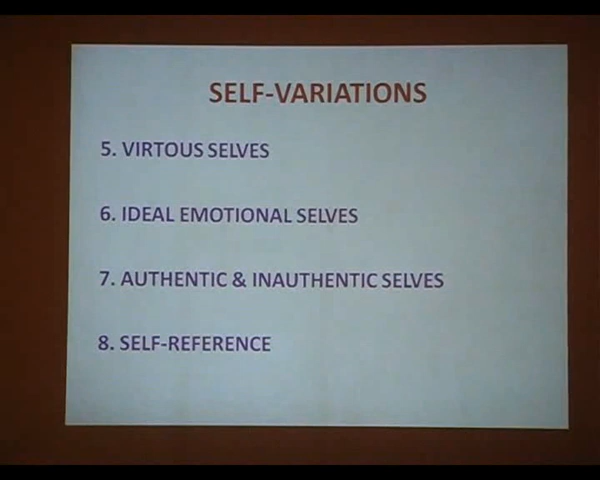 SELF-VARIATIONS
5. VIRTOUS SELVES
6. IDEAL EMOTIONAL SELVES
7. AUTHENTIC & INAUTHENTIC SELVES
8. SELF-REFERENCE